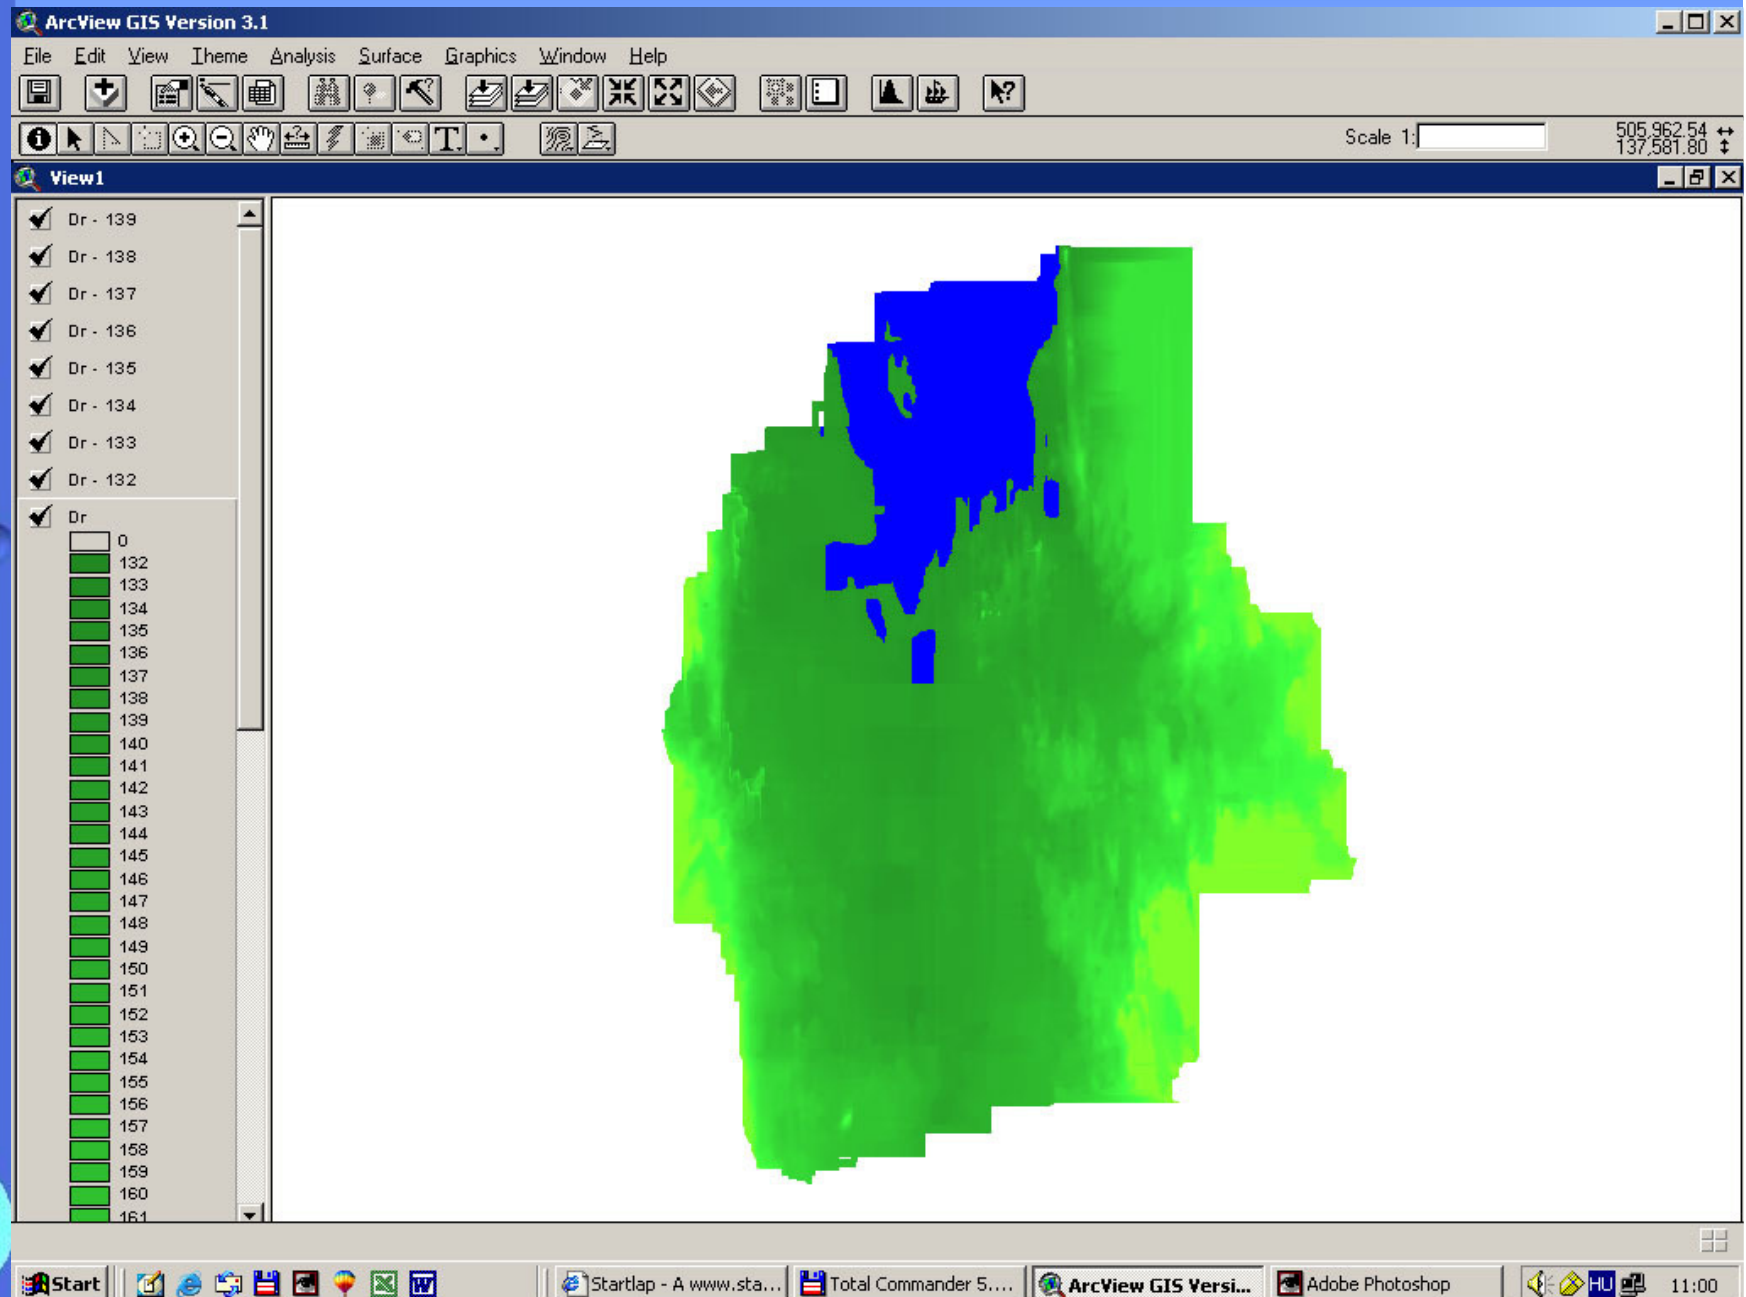 ArcView GIS Version 3.1
File Edit View Theme Analysis Surface Graphics Window Help
Scale 1:
505,962.54
137,581.80
View1
Dr - 139
Dr - 138
Dr - 137
Dr - 136
Dr - 135
Dr - 134
Dr - 133
Dr - 132
Dr
0
132
133
134
135
136
137
138
139
140
141
142
143
144
145
146
147
148
149
150
151
152
153
154
155
156
157
158
159
160
161
Start Startlap - A www.sta... Total Commander 5.... ArcView GIS Versi... Adobe Photoshop HU 11:00